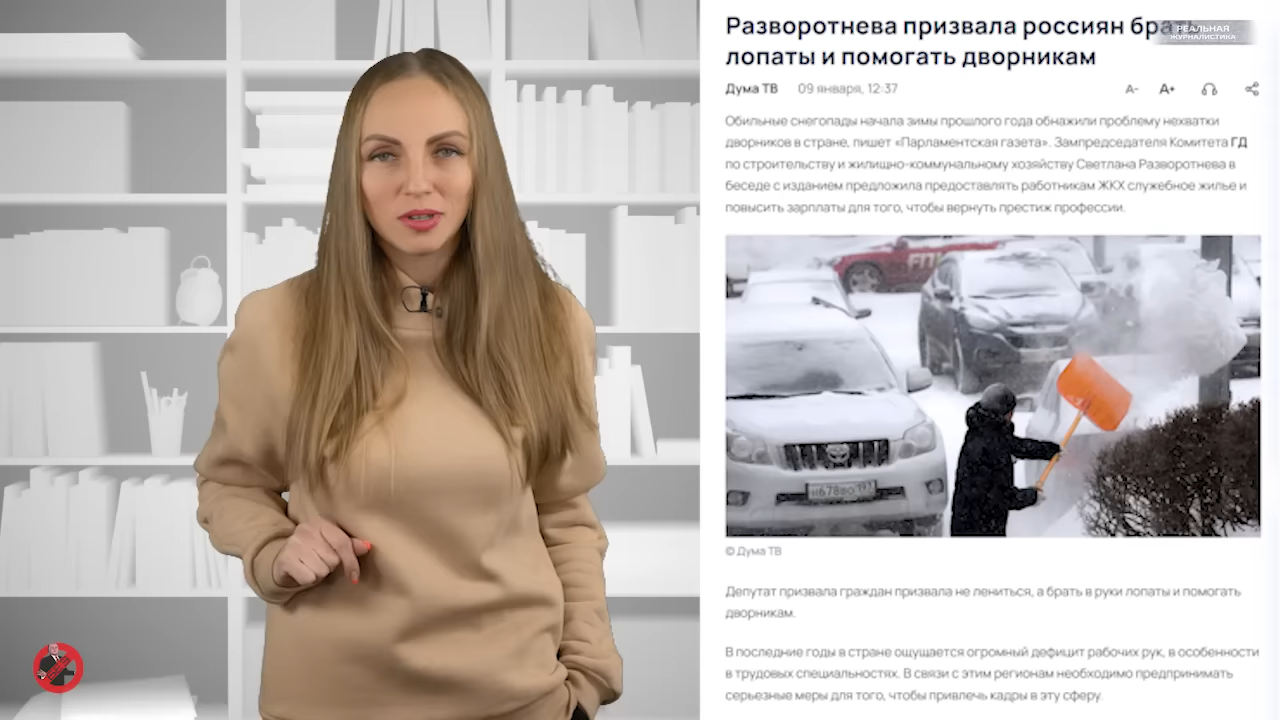 Разворотнева призвала россиян брать
лопаты и помогать дворникам
РЕАЛЬНАЯ
ЖУРНАЛИСТИКА
Дума ТВ 09 января, 12:37
A- A+
Обильные снегопады начала зимы прошлого года обнажили проблему нехватки
дворников в стране, пишет «Парламентская газета». Зампредседателя Комитета ГД
по строительству и жилищно-коммунальному хозяйству Светлана Разворотнева в
беседе с изданием предложила предоставлять работникам ЖКХ служебное жилье и
повысить зарплаты для того, чтобы вернуть престиж профессии.
н678во197
© Дума ТВ
Депутат призвала граждан призвала не лениться, а брать в руки лопаты и помогать
дворникам.
В последние годы в стране ощущается огромный дефицит рабочих рук, в особенности
в трудовых специальностях. В связи с этим регионам необходимо предпринимать
серьезные меры для того, чтобы привлечь кадры в эту сферу.